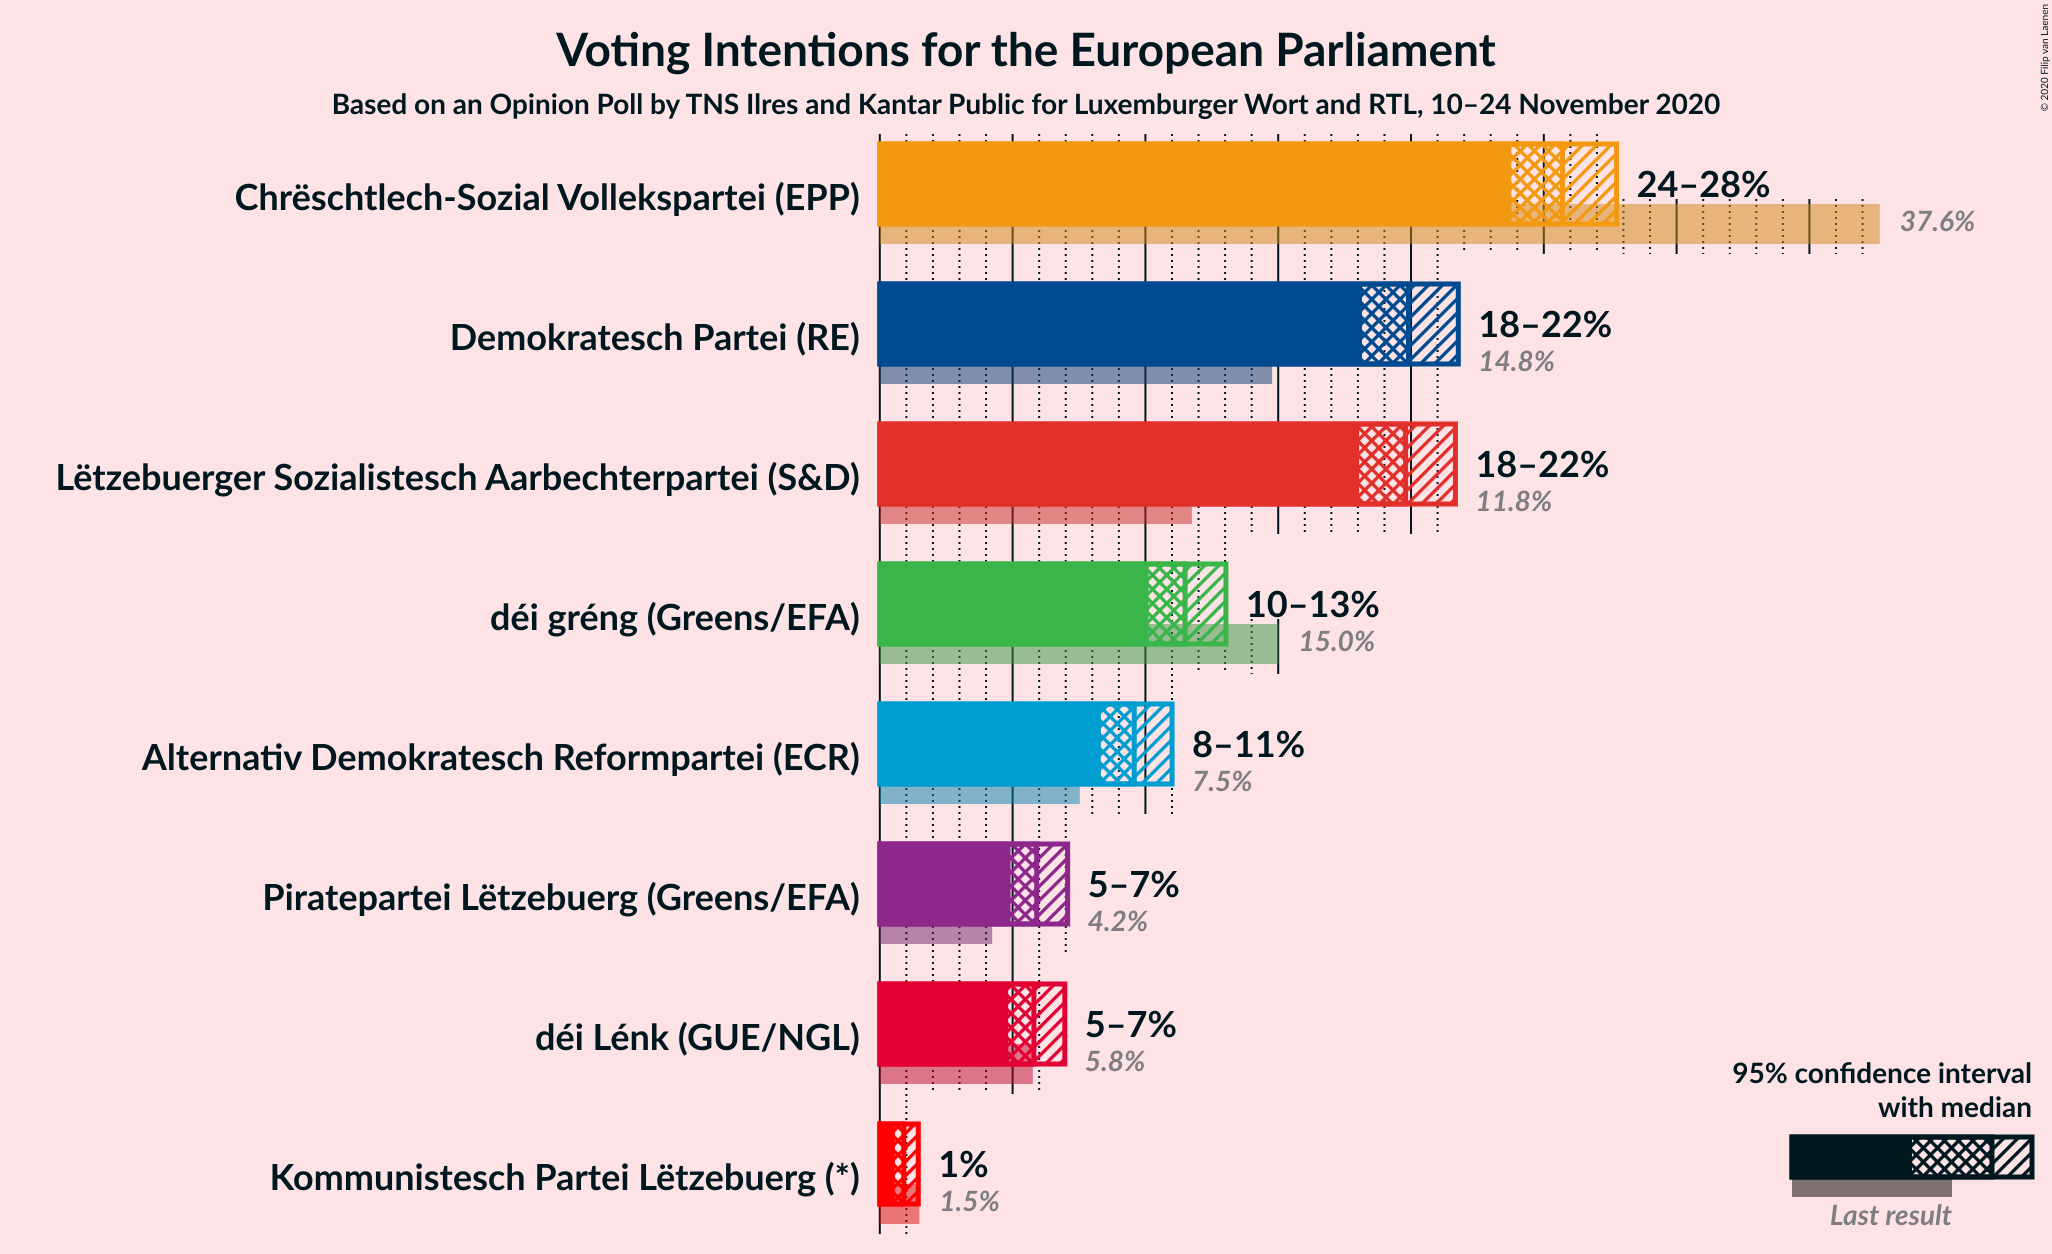 Voting Intentions for the European Parliament
Based on an Opinion Poll by TNS Ilres and Kantar Public for Luxemburger Wort and RTL, 10–24 November 2020
© 2020 Filip van Laenen
Chrëschtlech-Sozial Vollekspartei (EPP)
24–28%
37.6%
Demokratesch Partei (RE)
18–22%
14.8%
Lëtzebuerger Sozialistesch Aarbechterpartei (S&D)
18–22%
11.8%
déi gréng (Greens/EFA)
10–13%
15.0%
Alternativ Demokratesch Reformpartei (ECR)
8–11%
7.5%
Piratepartei Lëtzebuerg (Greens/EFA)
5–7%
4.2%
déi Lénk (GUE/NGL)
5–7%
5.8%
Kommunistesch Partei Lëtzebuerg (*)
1%
1.5%
95% confidence interval
with median
Last result